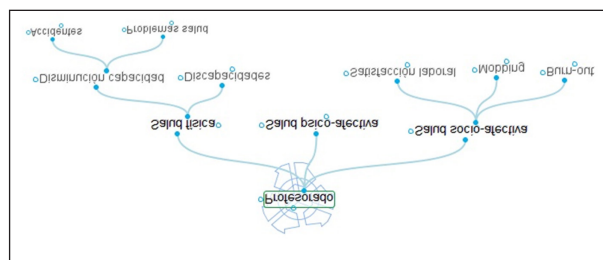 Profesorado
Salud física
Salud psico-afectiva
Salud socio-afectiva
Disminución capacidad
Discapacidades
Satisfacción laboral
Mobbing
Burn-out
Accidentes
Problemas salud